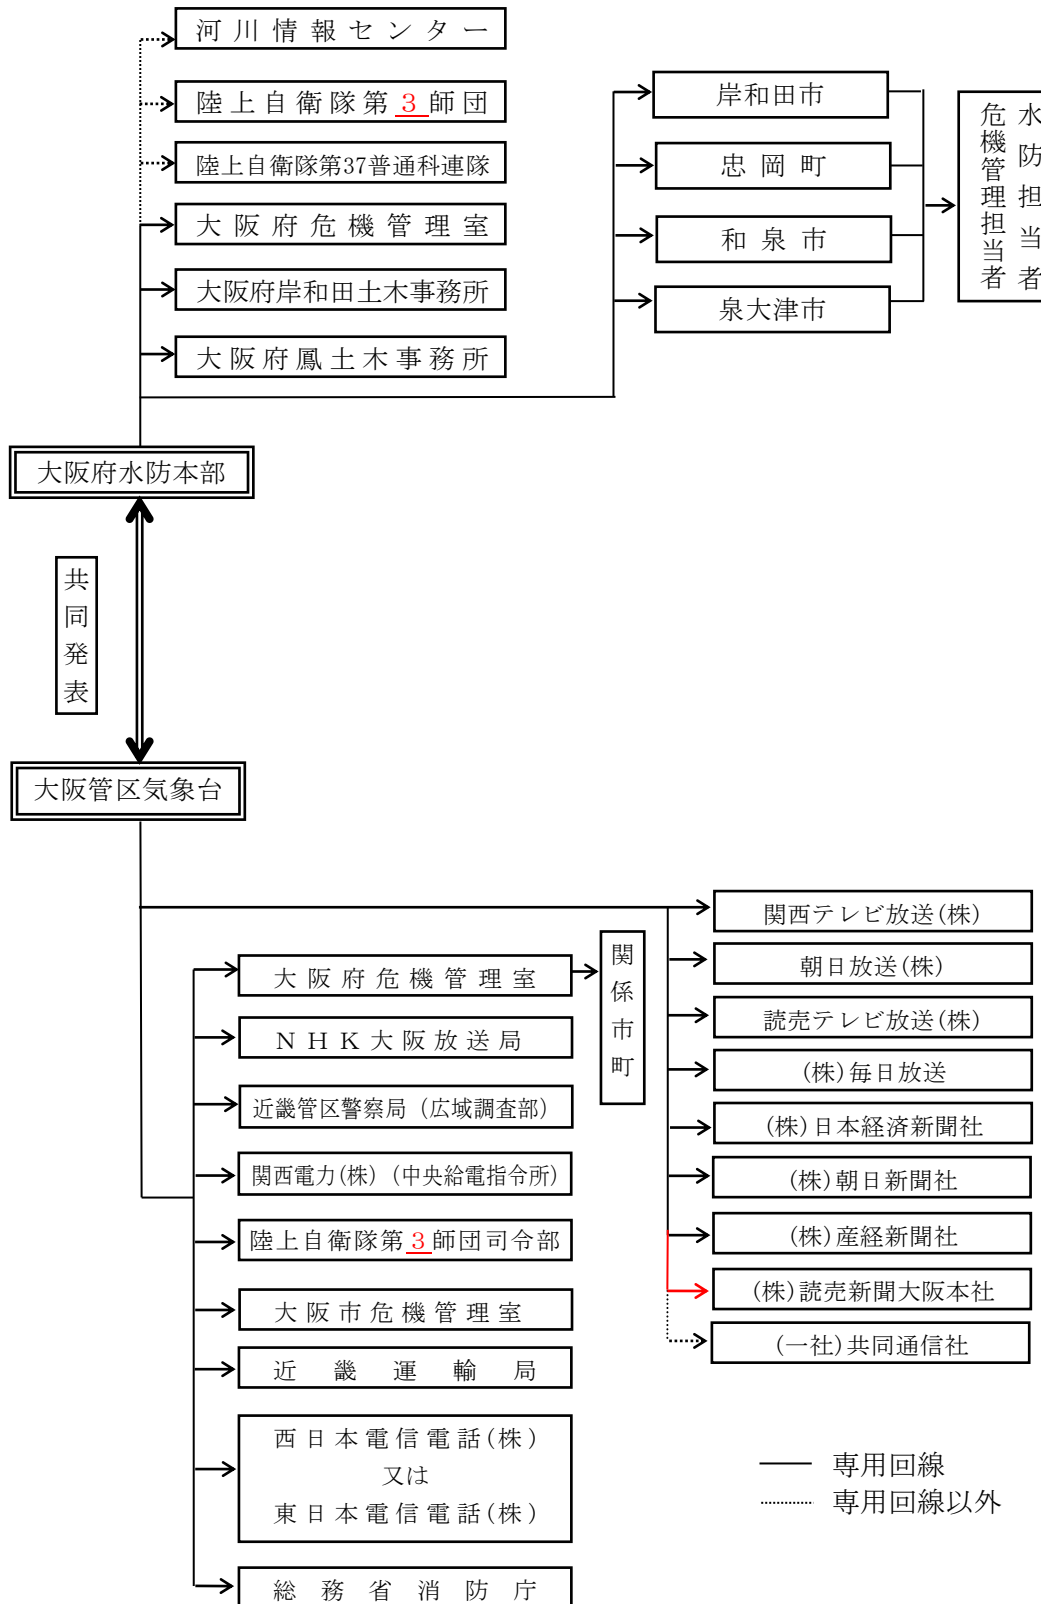 河川情報センター
陸上自衛隊第３師団
陸上自衛隊第37普通科連隊
大阪府危機管理室
大阪府岸和田土木事務所
大阪府鳳土木事務所
岸和田市
忠岡町
和泉市
泉大津市
水防担当者
危機管理担当者
大阪府水防本部
共同発表
大阪管区気象台
関西テレビ放送(株)
朝日放送(株)
読売テレビ放送(株)
(株)毎日放送
(株)日本経済新聞社
(株)朝日新聞社
(株)産経新聞社
(株)読売新聞大阪本社
(一社)共同通信社
大阪府危機管理室
関係市町
ＮＨＫ大阪放送局
近畿管区警察局（広域調査部）
関西電力(株)（中央給電指令所）
陸上自衛隊第３師団司令部
大阪市危機管理室
近畿運輸局
西日本電信電話(株)
又は
東日本電信電話(株)
総務省消防庁
専用回線
専用回線以外